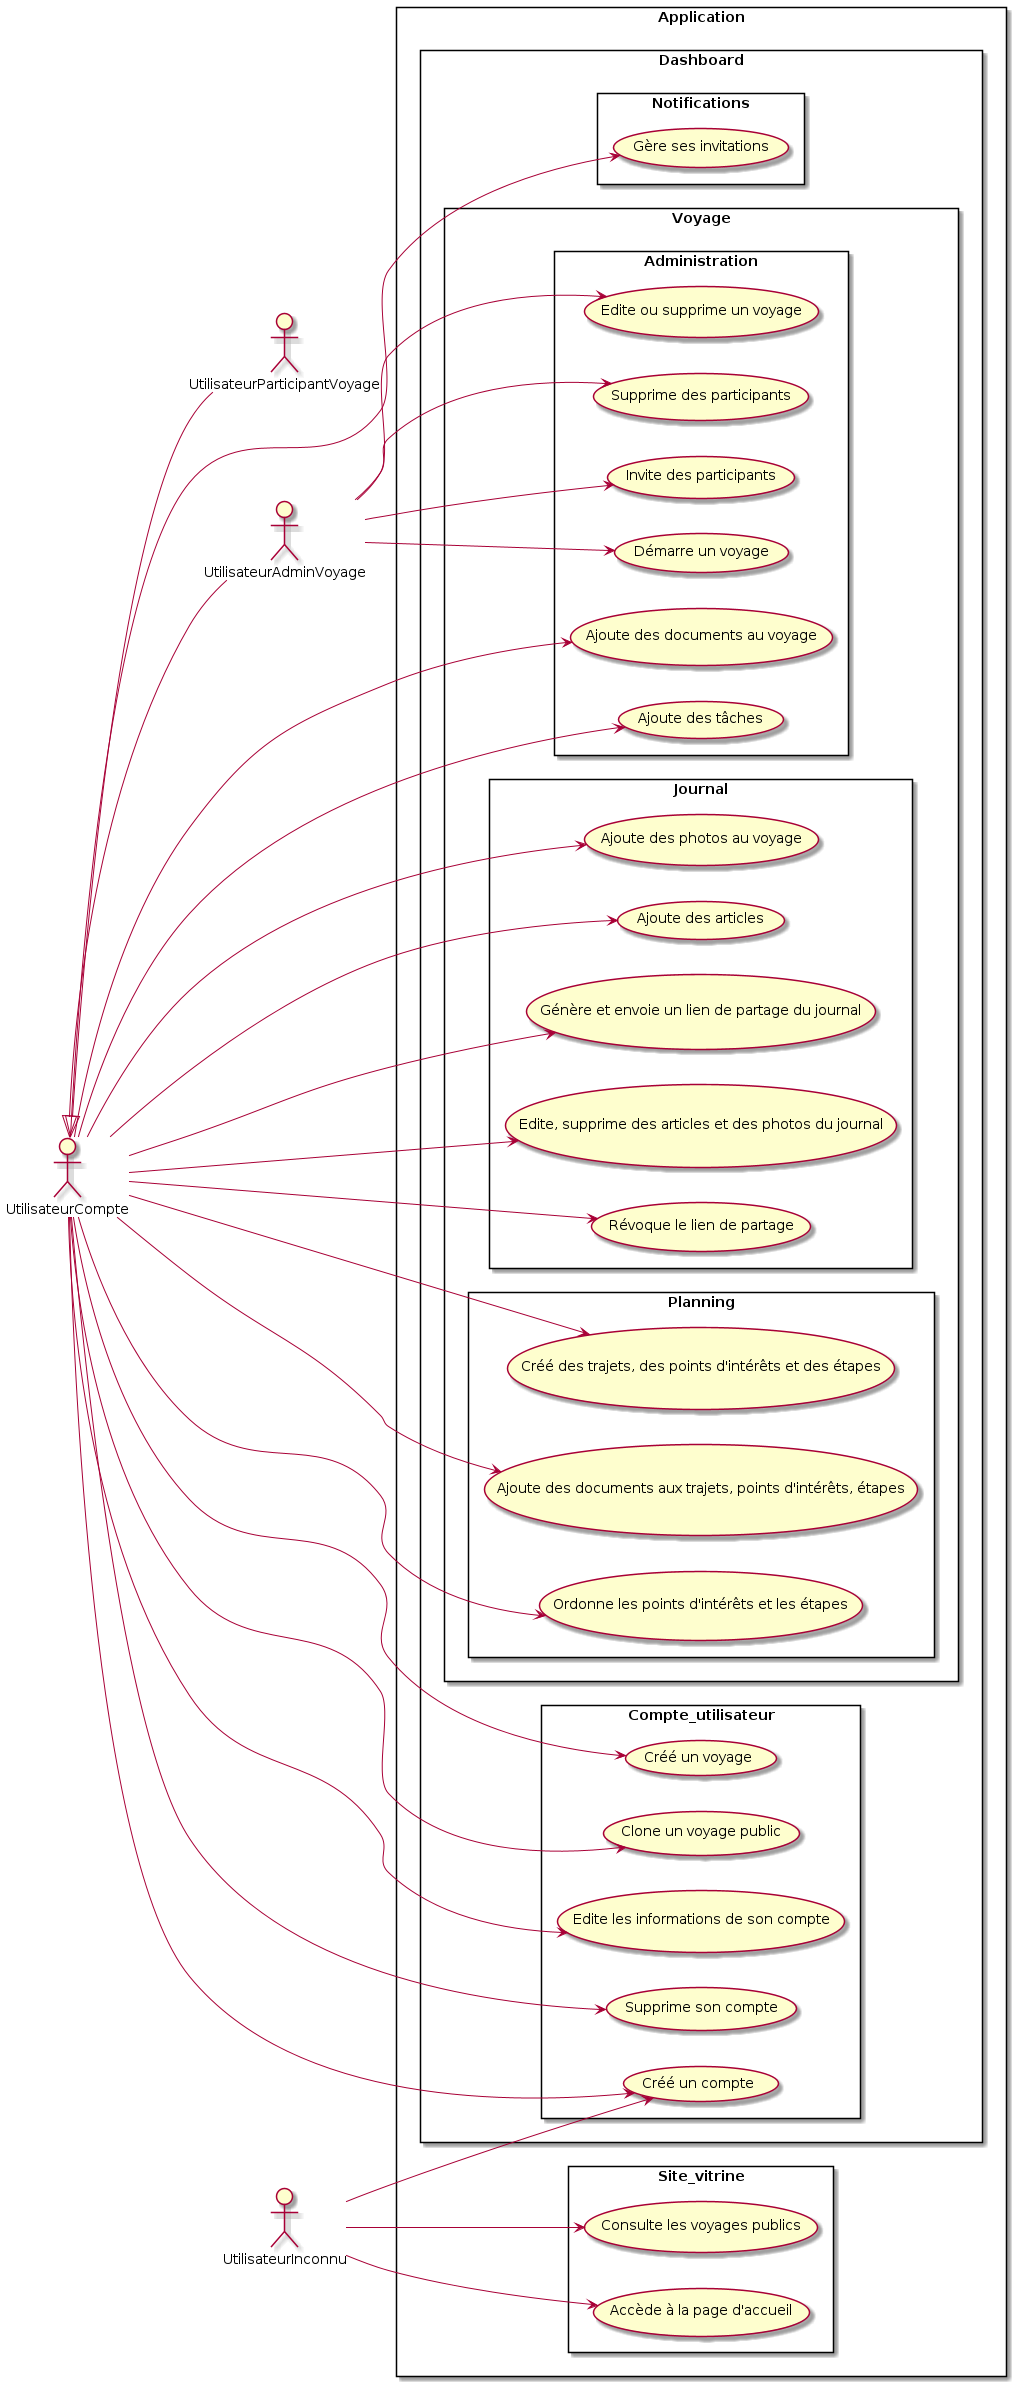 Application
Dashboard
Notifications
Gère ses invitations
Voyage
Administration
Edite ou supprime un voyage
UtilisateurParticipantVoyage
Supprime des participants
Invite des participants
Démarre un voyage
UtilisateurAdminVoyage
Ajoute des documents au voyage
Ajoute des tâches
Journal
Ajoute des photos au voyage
Ajoute des articles
Génère et envoie un lien de partage du journal
Edite, supprime des articles et des photos du journal
UtilisateurCompte
Révoque le lien de partage
Planning
Créé des trajets, des points d'intérêts et des étapes
Ajoute des documents aux trajets, points d'intérêts, étapes
Ordonne les points d'intérêts et les étapes
Compte_utilisateur
Créé un voyage
Clone un voyage public
Edite les informations de son compte
Supprime son compte
Créé un compte
Site_vitrine
Consulte les voyages publics
UtilisateurInconnu
Accède à la page d'accueil